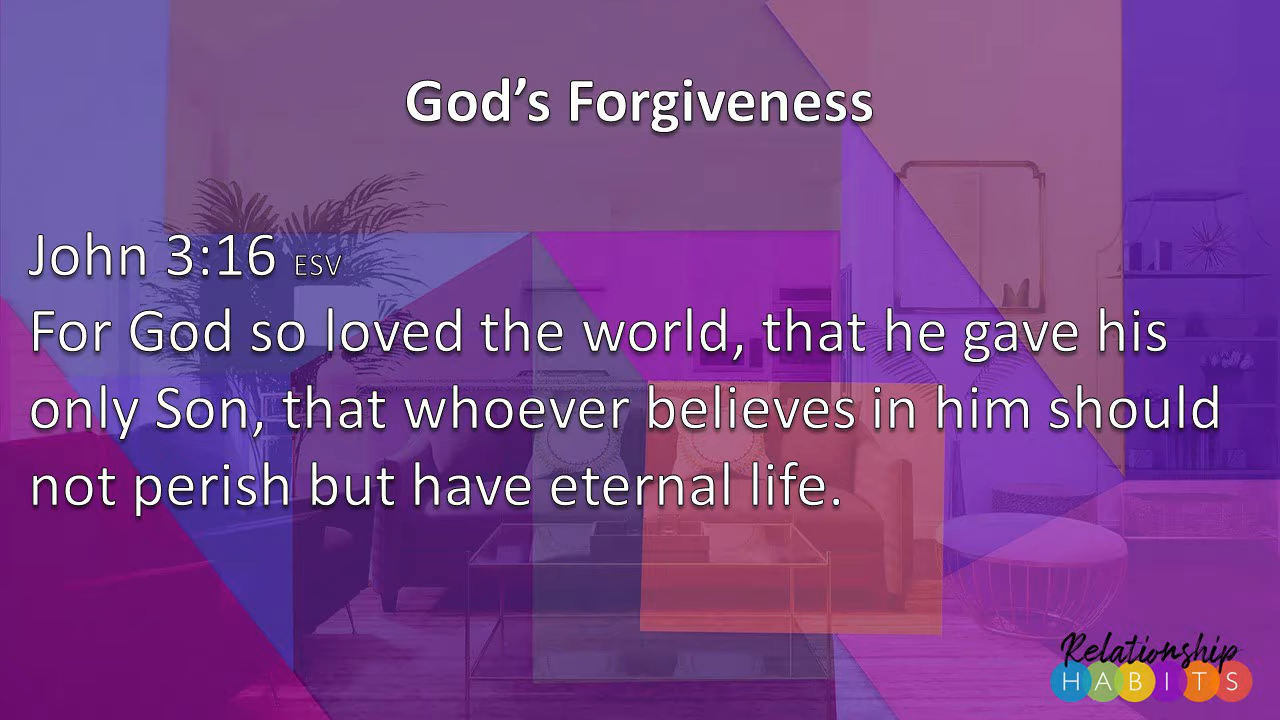 God’s Forgiveness
John 3:16 ESV
For God so loved the world, that he gave his
only Son, that whoever believes in him should
not perish but have eternal life.
Relationship
HABITS